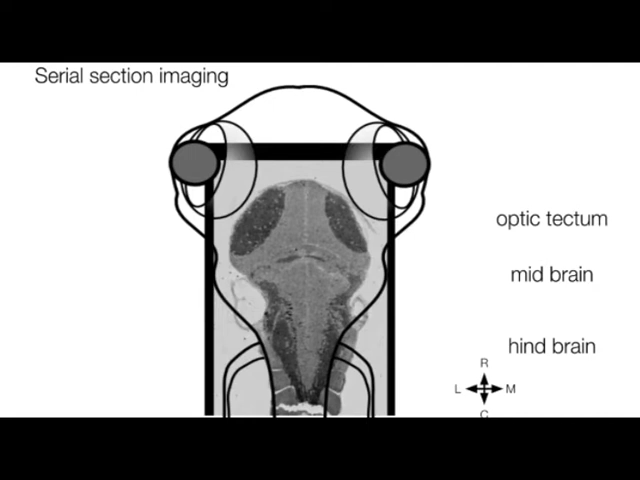 Serial section imaging
optic tectum
mid brain
hind brain
R
L M
C